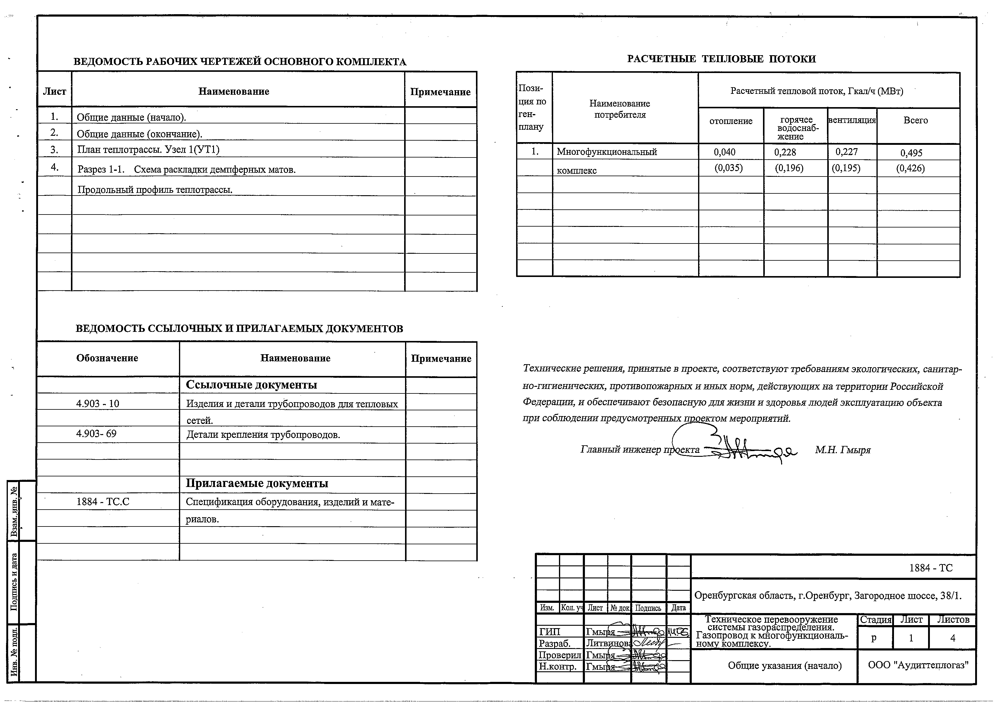 ВЕДОМОСТЬ РАБОЧИХ ЧЕРТЕЖЕЙ ОСНОВНОГО КОМПЛЕКТА
Лист Наименование Примечание
1. Общие данные (начало).
2. Общие данные (окончание).
3. План теплотрассы. Узел 1(УТ1)
4. Разрез 1-1. Схема раскладки демпферных матов.
Продольный профиль теплотрассы.
РАСЧЕТНЫЕ ТЕПЛОВЫЕ ПОТОКИ
Пози-
ция по
ген-
плану
Наименование
потребителя
Расчетный тепловой поток, Гкал/ч (МВт)
отопление
горячее
водоснаб-
жение
вентиляция
Всего
1. Многофункциональный 0,040 0,228 0,227 0,495
комплекс (0,035) (0,196) (0,195) (0,426)
ВЕДОМОСТЬ ССЫЛОЧНЫХ И ПРИЛАГАЕМЫХ ДОКУМЕНТОВ
Обозначение Наименование Примечание
Ссылочные документы
4.903 - 10 Изделия и детали трубопроводов для тепловых
сетей.
4.903- 69 Детали крепления трубопроводов.
Прилагаемые документы
1884 - ТС.С Спецификация оборудования, изделий и мате-
риалов.
Технические решения, принятые в проекте, соответствуют требованиям экологических, санитар-
но-гигиенических, противопожарных и иных норм, действующих на территории Российской
Федерации, и обеспечивают безопасную для жизни и здоровья людей эксплуатацию объекта
при соблюдении предусмотренных проектом мероприятий.
Главный инженер проекта М.Н. Гмыря
Взам. инв. №
Подпись и дата
Инв. № подл.
1884 - ТС
Оренбургская область, г.Оренбург, Загородное шоссе, 38/1.
Изм. Кол. уч Лист № док Подпись Дата
ГИП Гмыря
Разраб. Литвинова
Проверил Гмыря
Н.контр. Гмыря
Техническое перевооружение
системы газораспределения.
Газопровод к многофункциональ-
ному комплексу.
Стадия Лист Листов
р 1 4
Общие указания (начало)
ООО "Аудиттеплогаз"